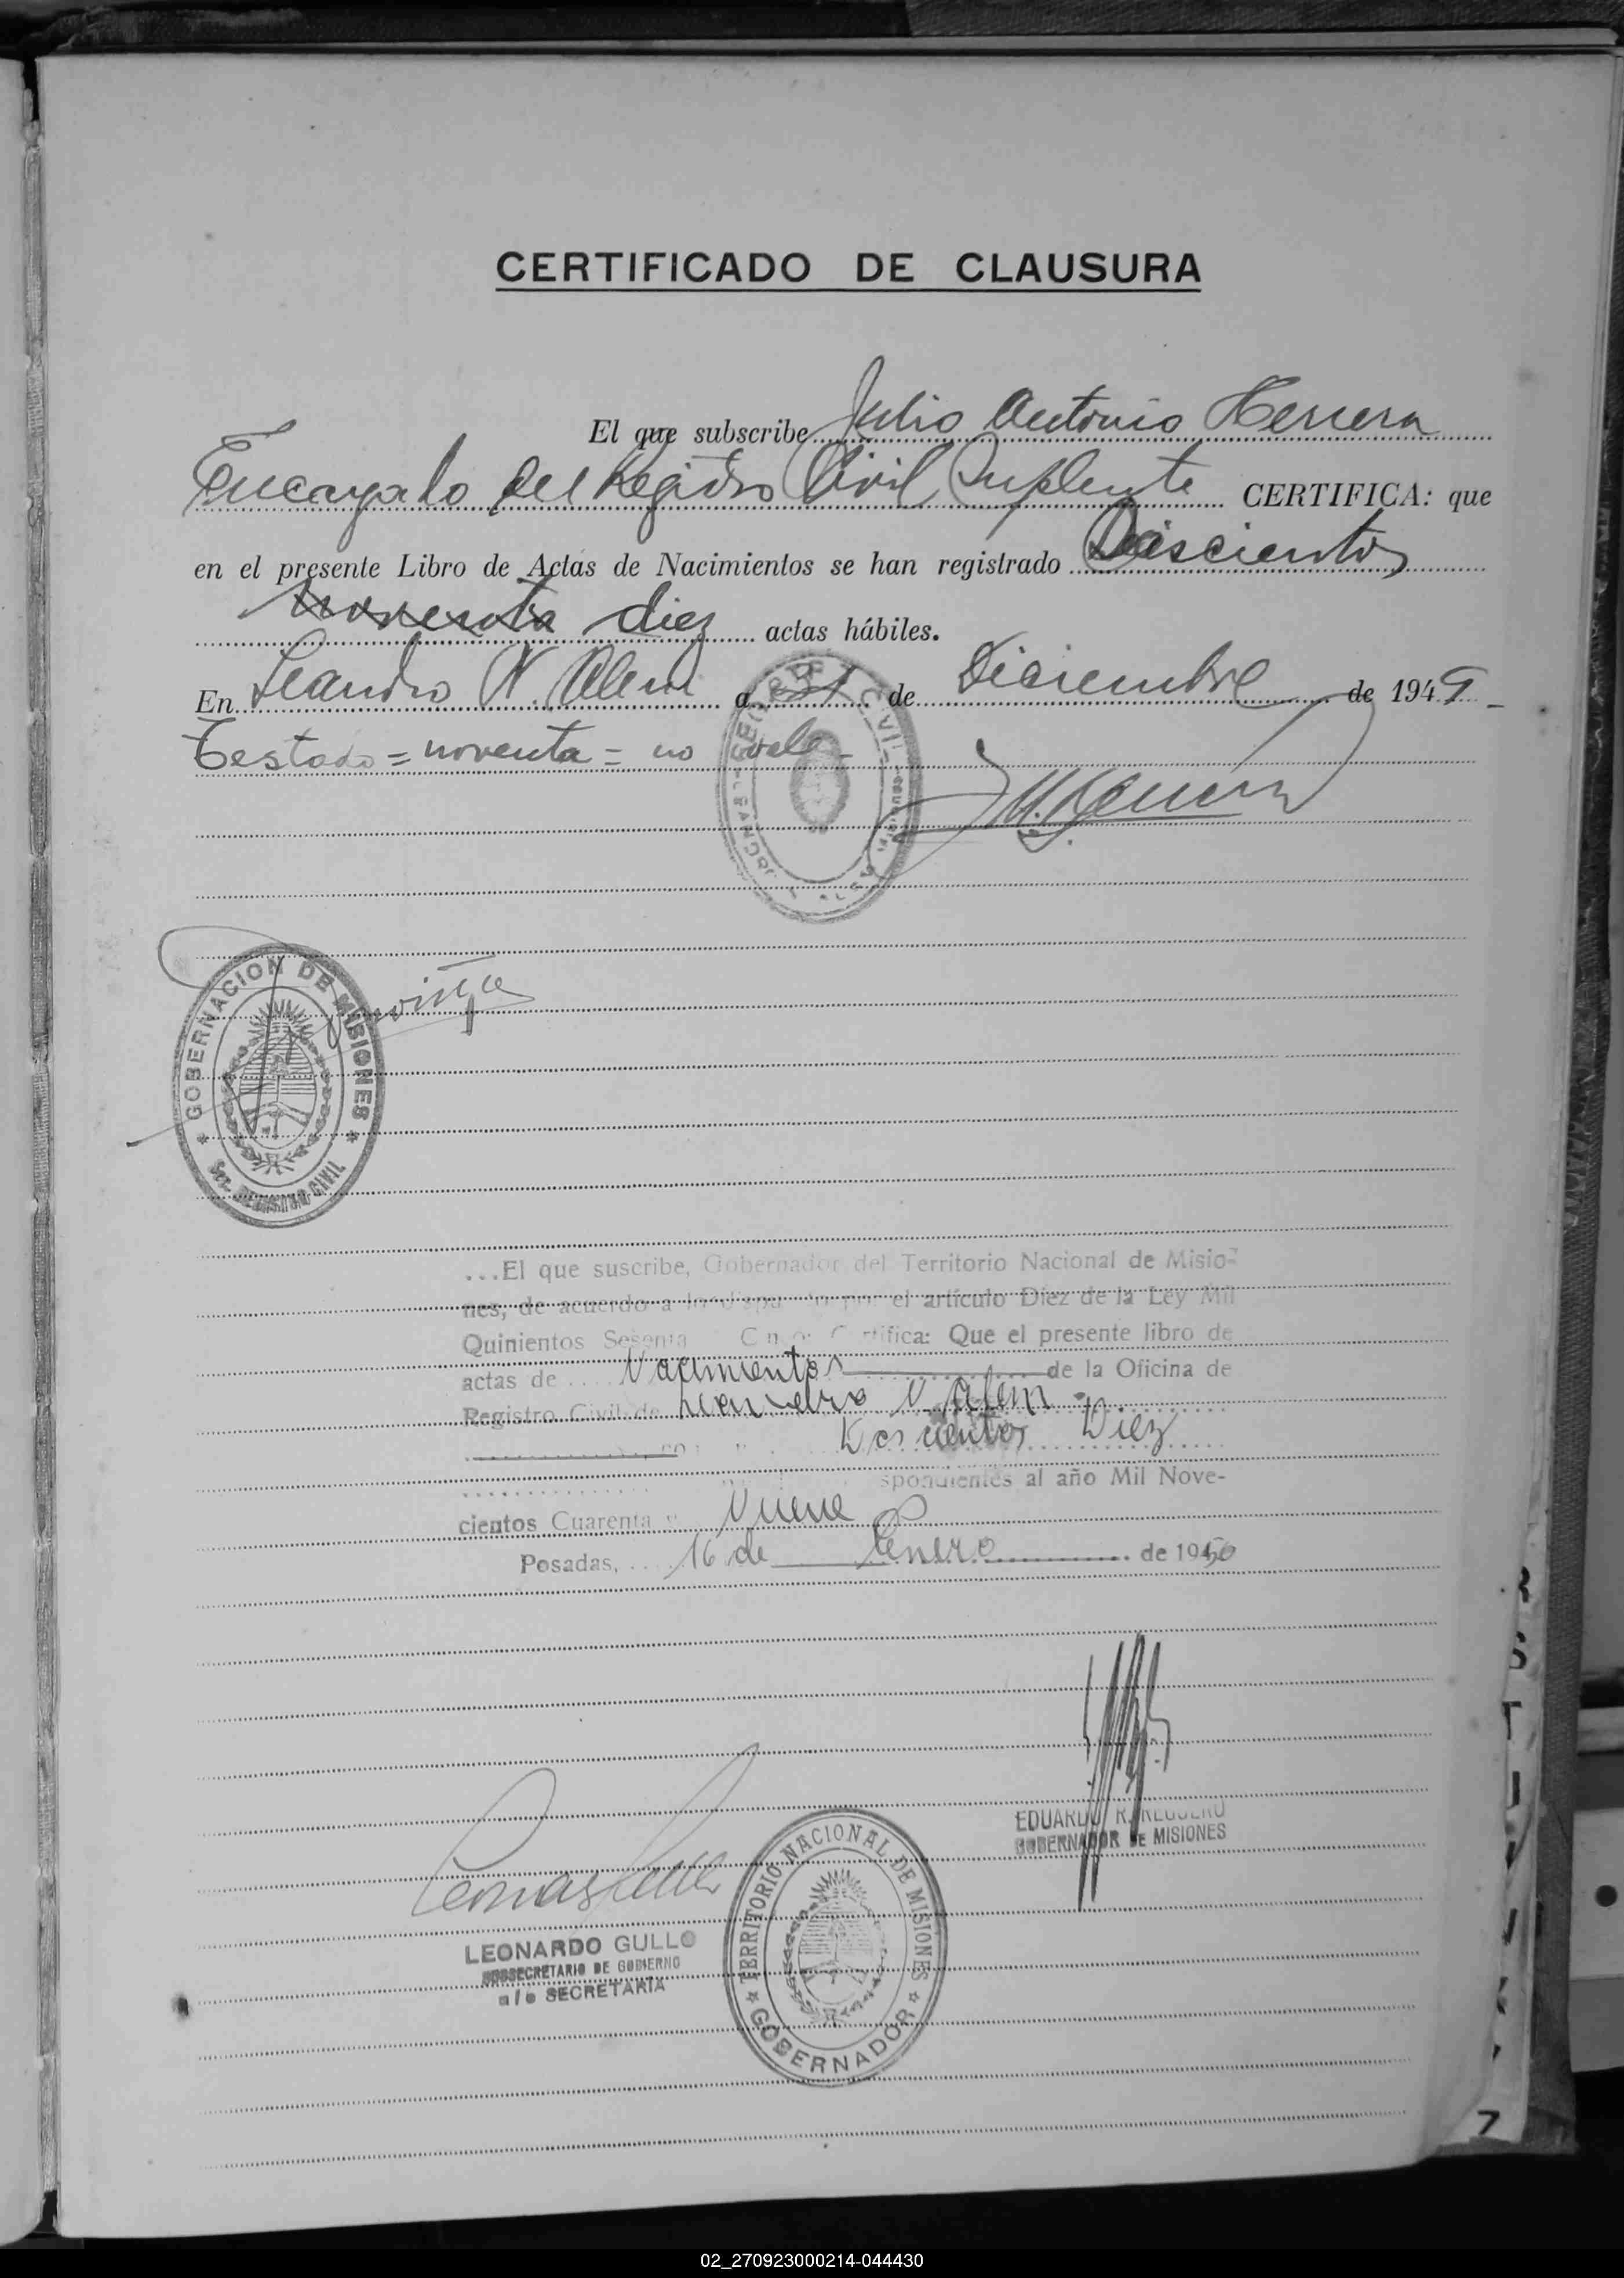 CERTIFICADO DE CLAUSURA
El que subscribe Julio Antonio Herrera
Encargado del Registro Civil Suplente CERTIFICA: que
en el presente Libro de Actas de Nacimientos se han registrado Doscientos
noventa diez actas hábiles.
En Leandro N. Alem a 31 de Diciembre de 1949
Testado = noventa = no vale
GOBERNACION DE MISIONES
Sec. REGISTRO CIVIL
...El que suscribe, Gobernador del Territorio Nacional de Misio-
nes, de acuerdo a lo por el artículo Diez de la Ley Mil
Quinientos Sesenta Certifica: Que el presente libro de
actas de Nacimientos de la Oficina de
Registro Civil de Leandro N. Alem
Doscientos Diez
al año Mil Nove-
cientos Cuarenta y Nueve
Posadas, 16 de Enero de 1950
EDUARDO R.
GOBERNADOR DE MISIONES
LEONARDO GULLO
SUBSECRETARIO DE GOBIERNO
a/c SECRETARIA
TERRITORIO NACIONAL DE MISIONES
GOBERNADOR
7
02_270923000214-044430